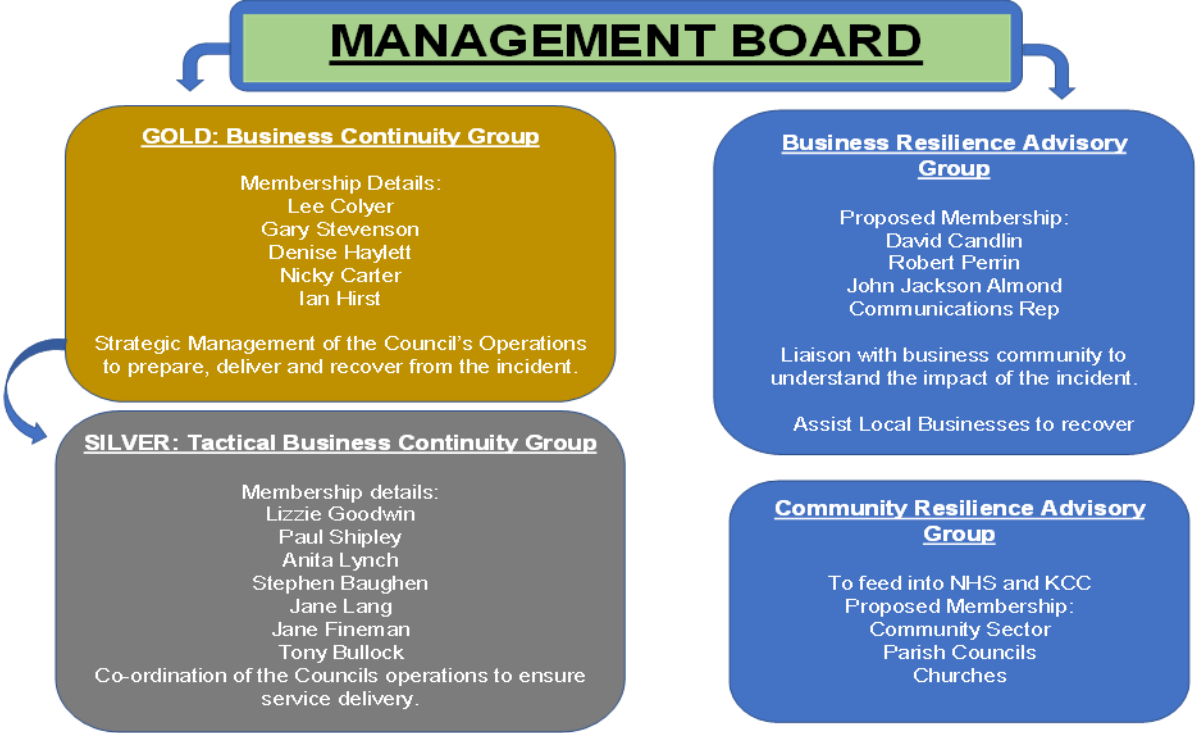 MANAGEMENT BOARD
GOLD: Business Continuity Group
Membership Details:
Lee Colyer
Gary Stevenson
Denise Haylett
Nicky Carter
Ian Hirst
Strategic Management of the Council's Operations
to prepare, deliver and recover from the incident.
SILVER: Tactical Business Continuity Group
Membership details:
Lizzie Goodwin
Paul Shipley
Anita Lynch
Stephen Baughen
Jane Lang
Jane Fineman
Tony Bullock
Co-ordination of the Councils operations to ensure
service delivery.
Business Resilience Advisory
Group
Proposed Membership:
David Candlin
Robert Perrin
John Jackson Almond
Communications Rep
Liaison with business community to
understand the impact of the incident.
Assist Local Businesses to recover
Community Resilience Advisory
Group
To feed into NHS and KCC
Proposed Membership:
Community Sector
Parish Councils
Churches